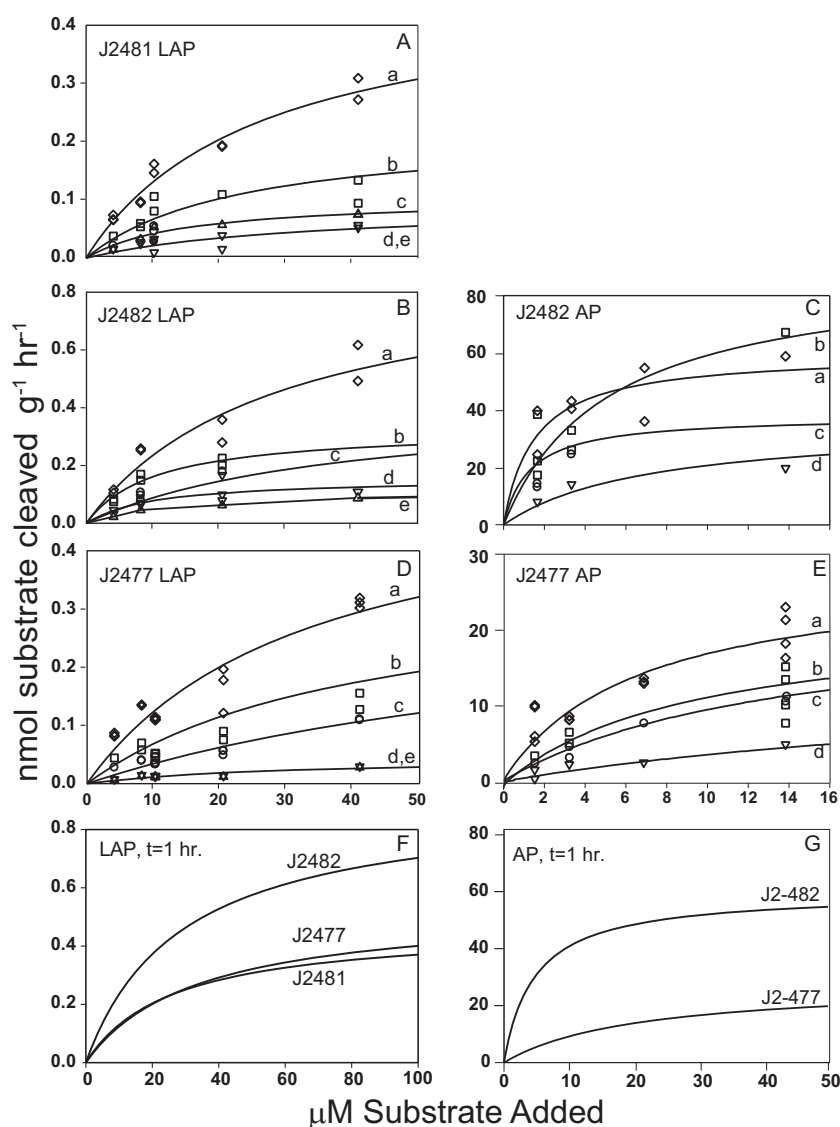 nmol substrate cleaved g-1 hr-1
J2481 LAP
A
0.4
0.3
0.2
0.1
0.0
a
b
c
d,e
J2482 LAP
B
0.8
0.6
0.4
0.2
0.0
a
b
c
d
e
J2482 AP
C
80
60
40
20
0
b
a
c
d
J2477 LAP
D
0.4
0.3
0.2
0.1
0.0
a
b
c
d,e
0 10 20 30 40 50
J2477 AP
E
30
20
10
0
a
b
c
d
0 2 4 6 8 10 12 14 16
LAP, t=1 hr.
F
0.8
0.6
0.4
0.2
0.0
J2482
J2477
J2481
0 20 40 60 80 100
AP, t=1 hr.
G
80
60
40
20
0
J2-482
J2-477
0 10 20 30 40 50
μM Substrate Added